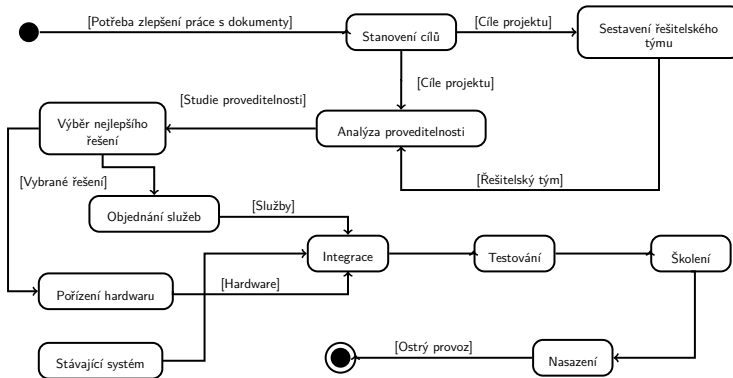 [Potřeba zlepšení práce s dokumenty]
Stanovení cílů
[Cíle projektu]
Sestavení řešitelského
týmu
[Cíle projektu]
[Studie proveditelnosti]
Výběr nejlepšího
řešení
Analýza proveditelnosti
[Vybrané řešení]
[Řešitelský tým]
Objednání služeb
[Služby]
Integrace
Testování
Školení
Pořízení hardwaru
[Hardware]
Stávající systém
[Ostrý provoz]
Nasazení